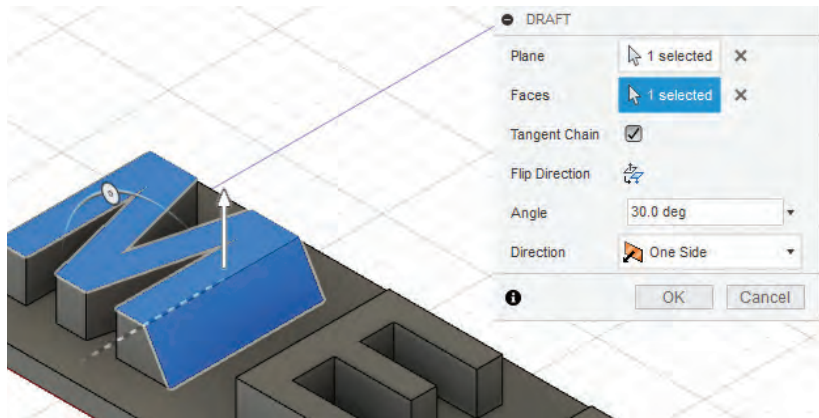 DRAFT
Plane 1 selected
Faces 1 selected
Tangent Chain
Flip Direction
Angle 30.0 deg
Direction One Side
OK Cancel